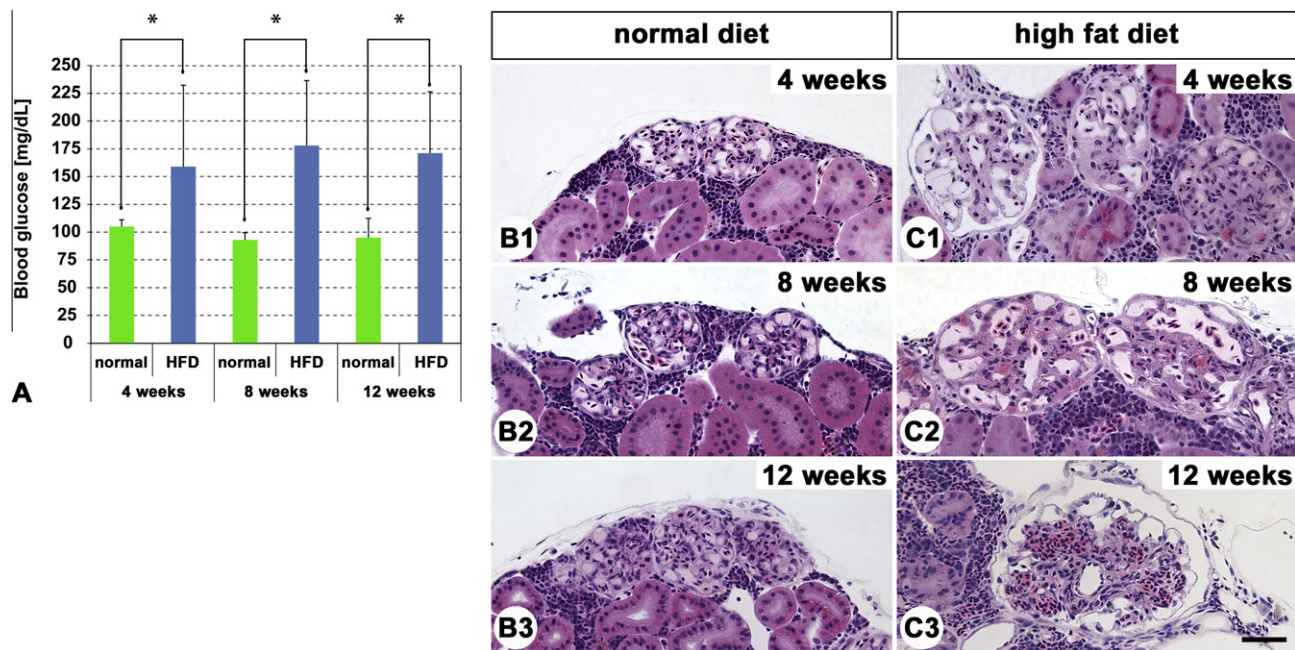 * * *
Blood glucose [mg/dL]
250
225
200
175
150
125
100
75
50
25
0
normal HFD normal HFD normal HFD
4 weeks 8 weeks 12 weeks
A
normal diet high fat diet
4 weeks 4 weeks
B1 C1
8 weeks 8 weeks
B2 C2
12 weeks 12 weeks
B3 C3